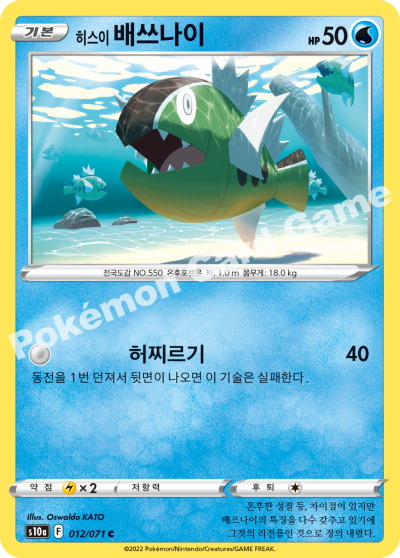 기본 히스이 배쓰나이 HP 50
전국도감 NO.550 온후포켓몬 키: 1.0 m 몸무게: 18.0 kg
Pokémon Card Game
허찌르기 40
동전을 1번 던져서 뒷면이 나오면 이 기술은 실패한다.
약점 ×2 저항력 후퇴
Illus. Oswaldo KATO
s10a F 012/071 C
온후한 성질 등, 차이점이 있지만
배쓰나이의 특징을 다수 갖추고 있기에
그것의 리전폼인 것으로 정의 내렸다.
©2022 Pokémon/Nintendo/Creatures/GAME FREAK.